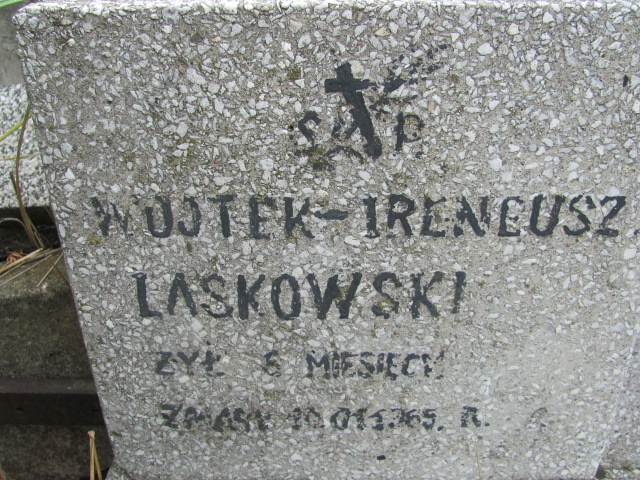 Ś P.
WOJTEK-IRENEUSZ
LASKOWSKI
ŻYŁ 6 MIESIĘCY
ZMARŁ R.